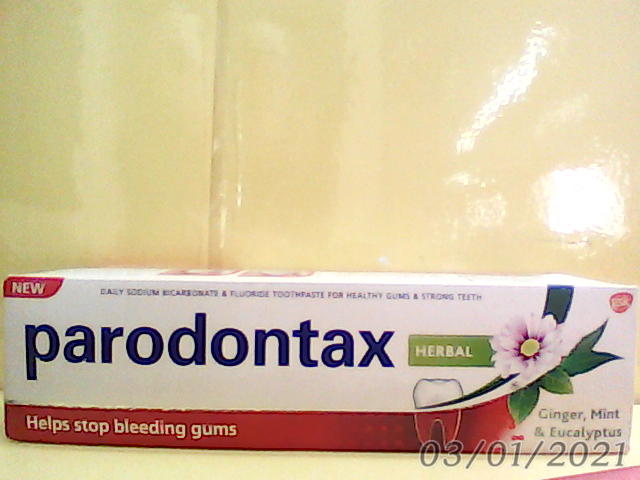 NEW
DAILY SODIUM BICARBONATE & FLUORIDE TOOTHPASTE FOR HEALTHY GUMS & STRONG TEETH
gsk
parodontax
HERBAL
Helps stop bleeding gums
Ginger, Mint
& Eucalyptus
03/01/2021